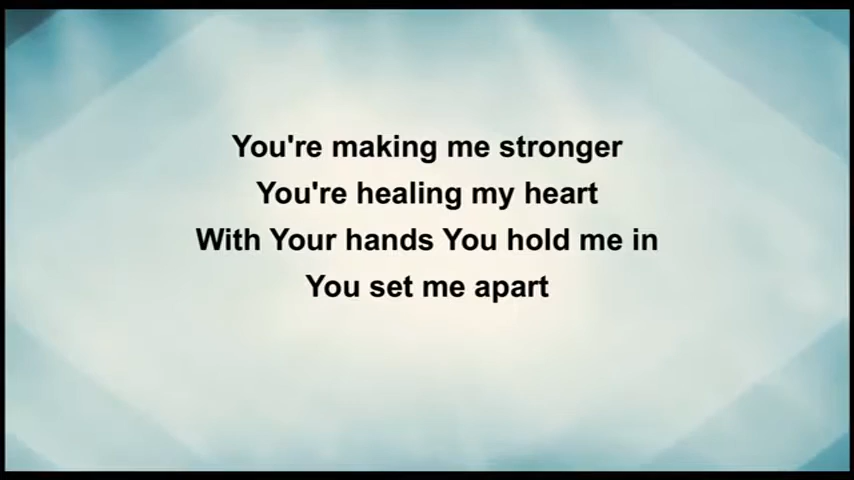 You're making me stronger
You're healing my heart
With Your hands You hold me in
You set me apart